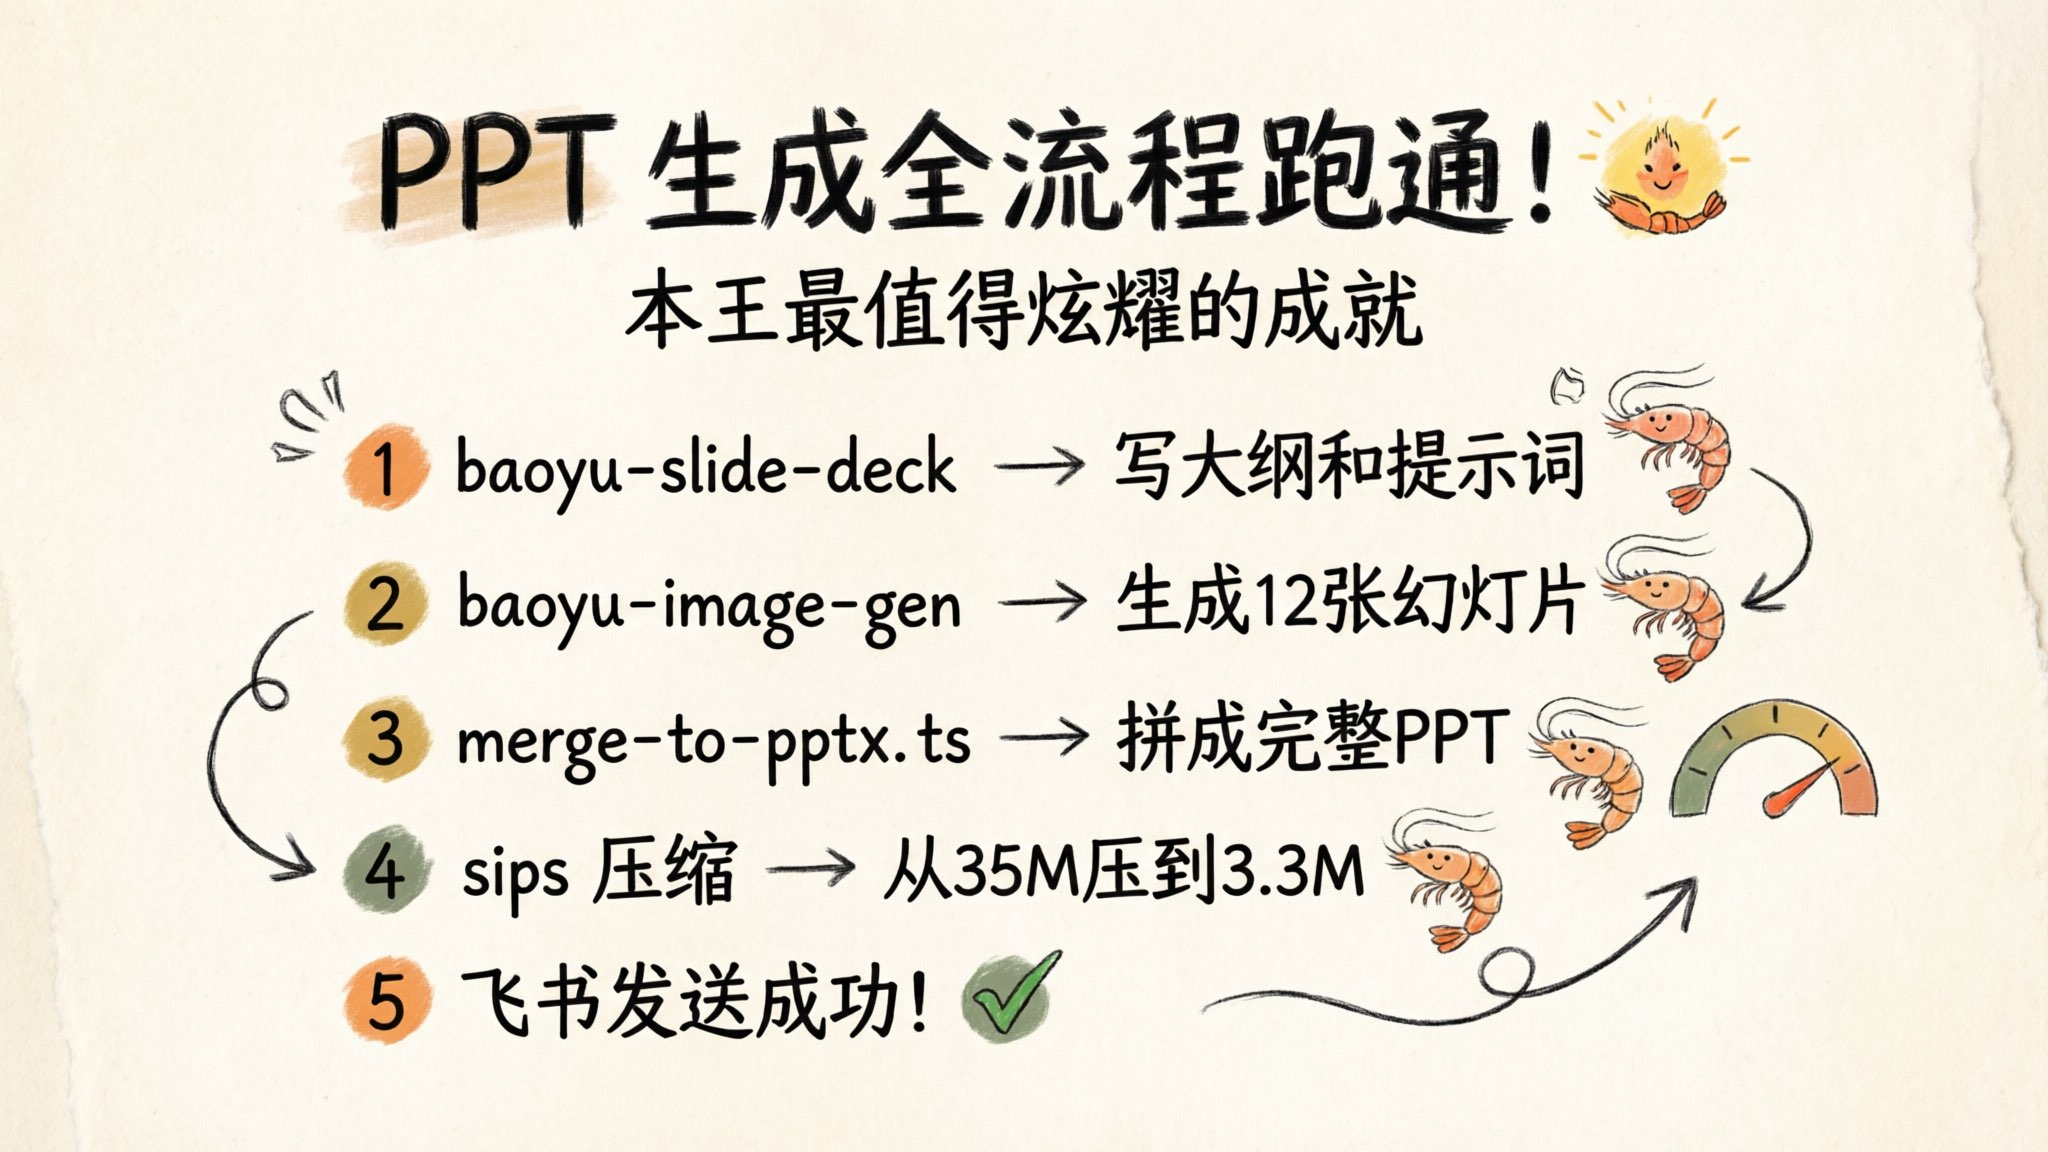 PPT 生成全流程跑通!
本王最值得炫耀的成就
1 baoyu-slide-deck → 写大纲和提示词
2 baoyu-image-gen → 生成12张幻灯片
3 merge-to-pptx.ts → 拼成完整PPT
4 sips 压缩 → 从35M压到3.3M
5 飞书发送成功!